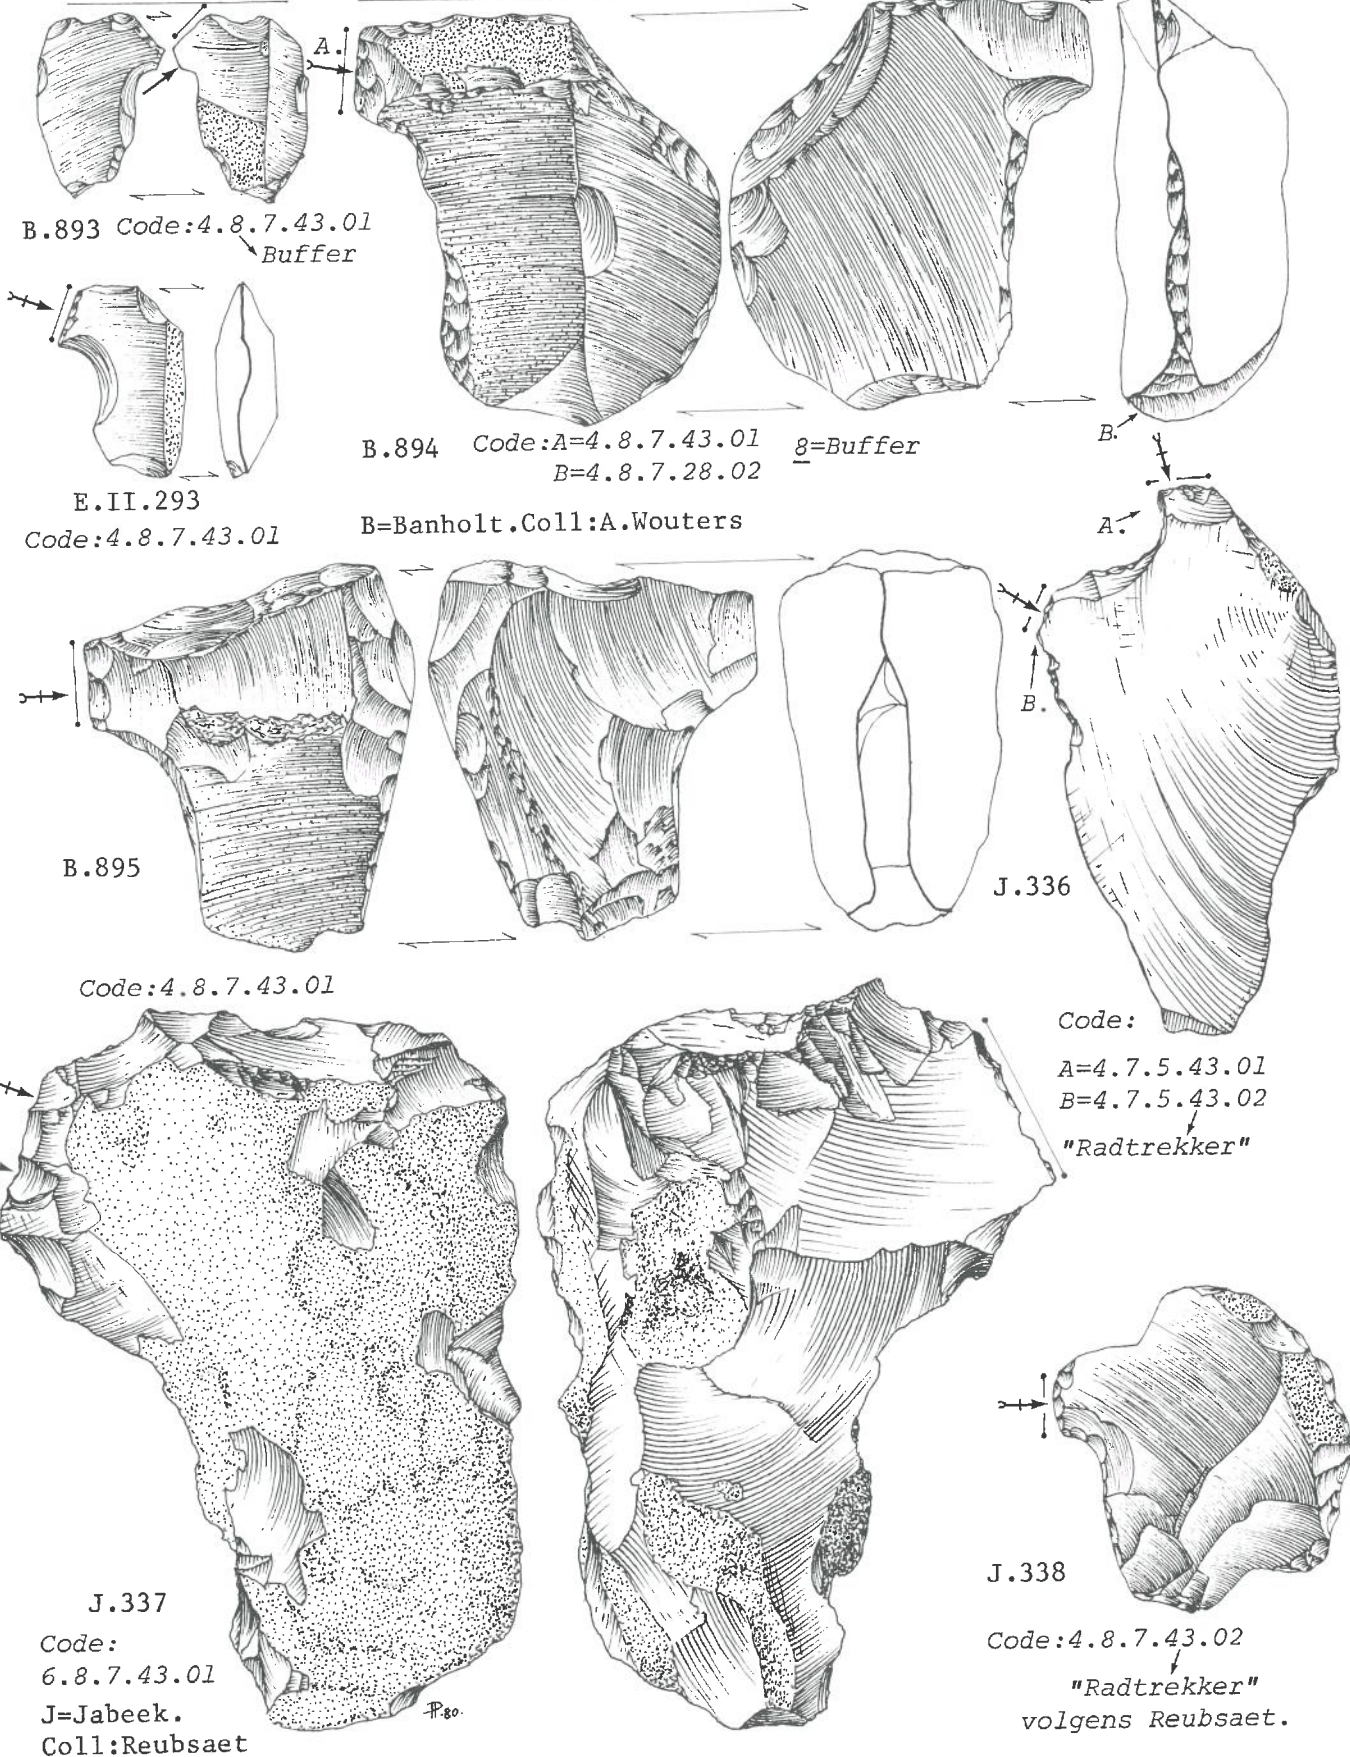 B.893 Code:4.8.7.43.01
Buffer
A.
B.894 Code:A=4.8.7.43.01 8=Buffer
B=4.8.7.28.02
B.
E.II.293
Code:4.8.7.43.01
B=Banholt.Coll:A.Wouters
A.
B.
B.895
J.336
Code:4.8.7.43.01
Code:
A=4.7.5.43.01
B=4.7.5.43.02
"Radtrekker"
J.337
Code:
6.8.7.43.01
J=Jabeek.
Coll:Reubsaet
J.338
Code:4.8.7.43.02
"Radtrekker"
volgens Reubsaet.